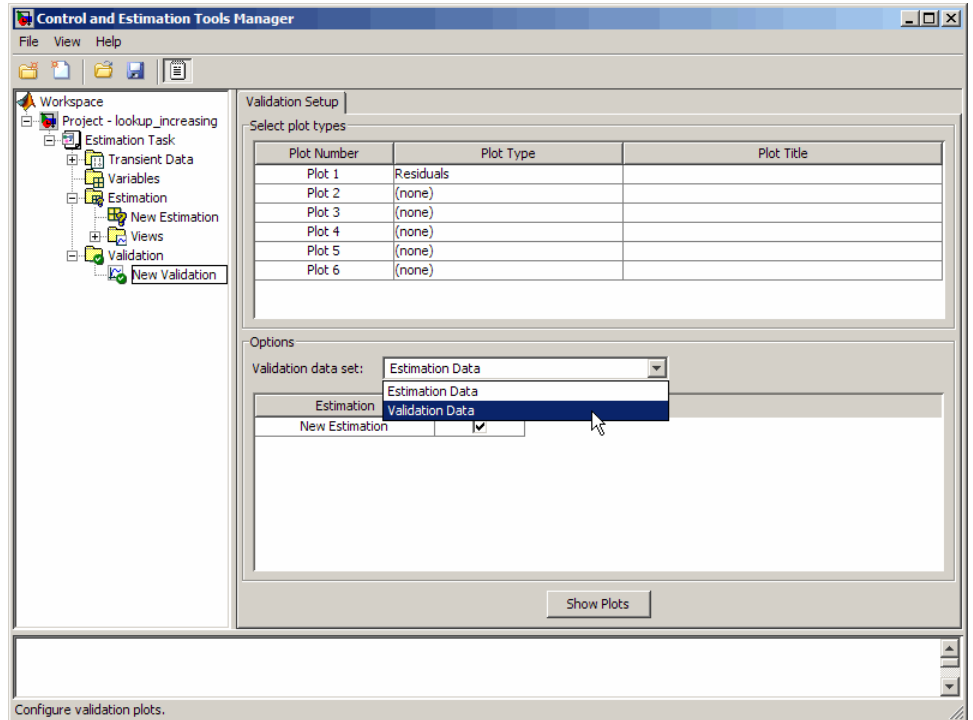 Control and Estimation Tools Manager
File View Help
Workspace
Project - lookup_increasing
Estimation Task
Transient Data
Variables
Estimation
New Estimation
Views
Validation
New Validation
Validation Setup
Select plot types
Plot Number Plot Type Plot Title
Plot 1 Residuals
Plot 2 (none)
Plot 3 (none)
Plot 4 (none)
Plot 5 (none)
Plot 6 (none)
Options
Validation data set: Estimation Data
Estimation Data
Estimation Validation Data
New Estimation
Show Plots
Configure validation plots.